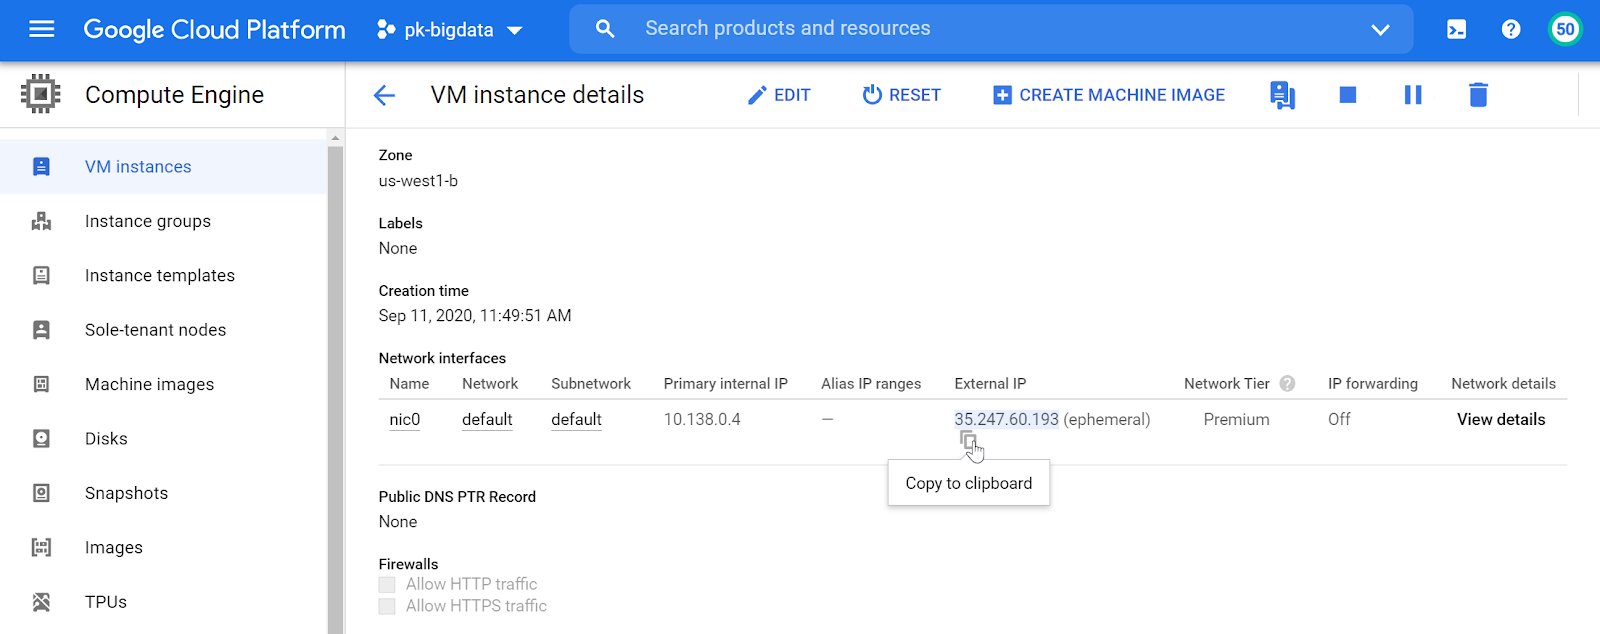 Google Cloud Platform pk-bigdata Search products and resources >_ ? 50
Compute Engine VM instance details EDIT RESET CREATE MACHINE IMAGE
VM instances
Instance groups
Instance templates
Sole-tenant nodes
Machine images
Disks
Snapshots
Images
TPUs
Zone
us-west1-b
Labels
None
Creation time
Sep 11, 2020, 11:49:51 AM
Network interfaces
Name Network Subnetwork Primary internal IP Alias IP ranges External IP Network Tier ? IP forwarding Network details
nic0 default default 10.138.0.4 — 35.247.60.193 (ephemeral) Premium Off View details
Copy to clipboard
Public DNS PTR Record
None
Firewalls
Allow HTTP traffic
Allow HTTPS traffic